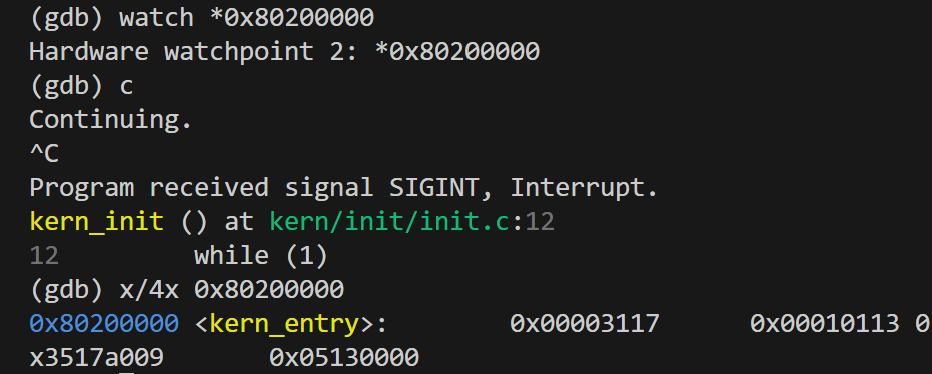 (gdb) watch *0x80200000
Hardware watchpoint 2: *0x80200000
(gdb) c
Continuing.
^C
Program received signal SIGINT, Interrupt.
kern_init () at kern/init/init.c:12
12        while (1)
(gdb) x/4x 0x80200000
0x80200000 <kern_entry>:        0x00003117      0x00010113 0
x3517a009       0x05130000